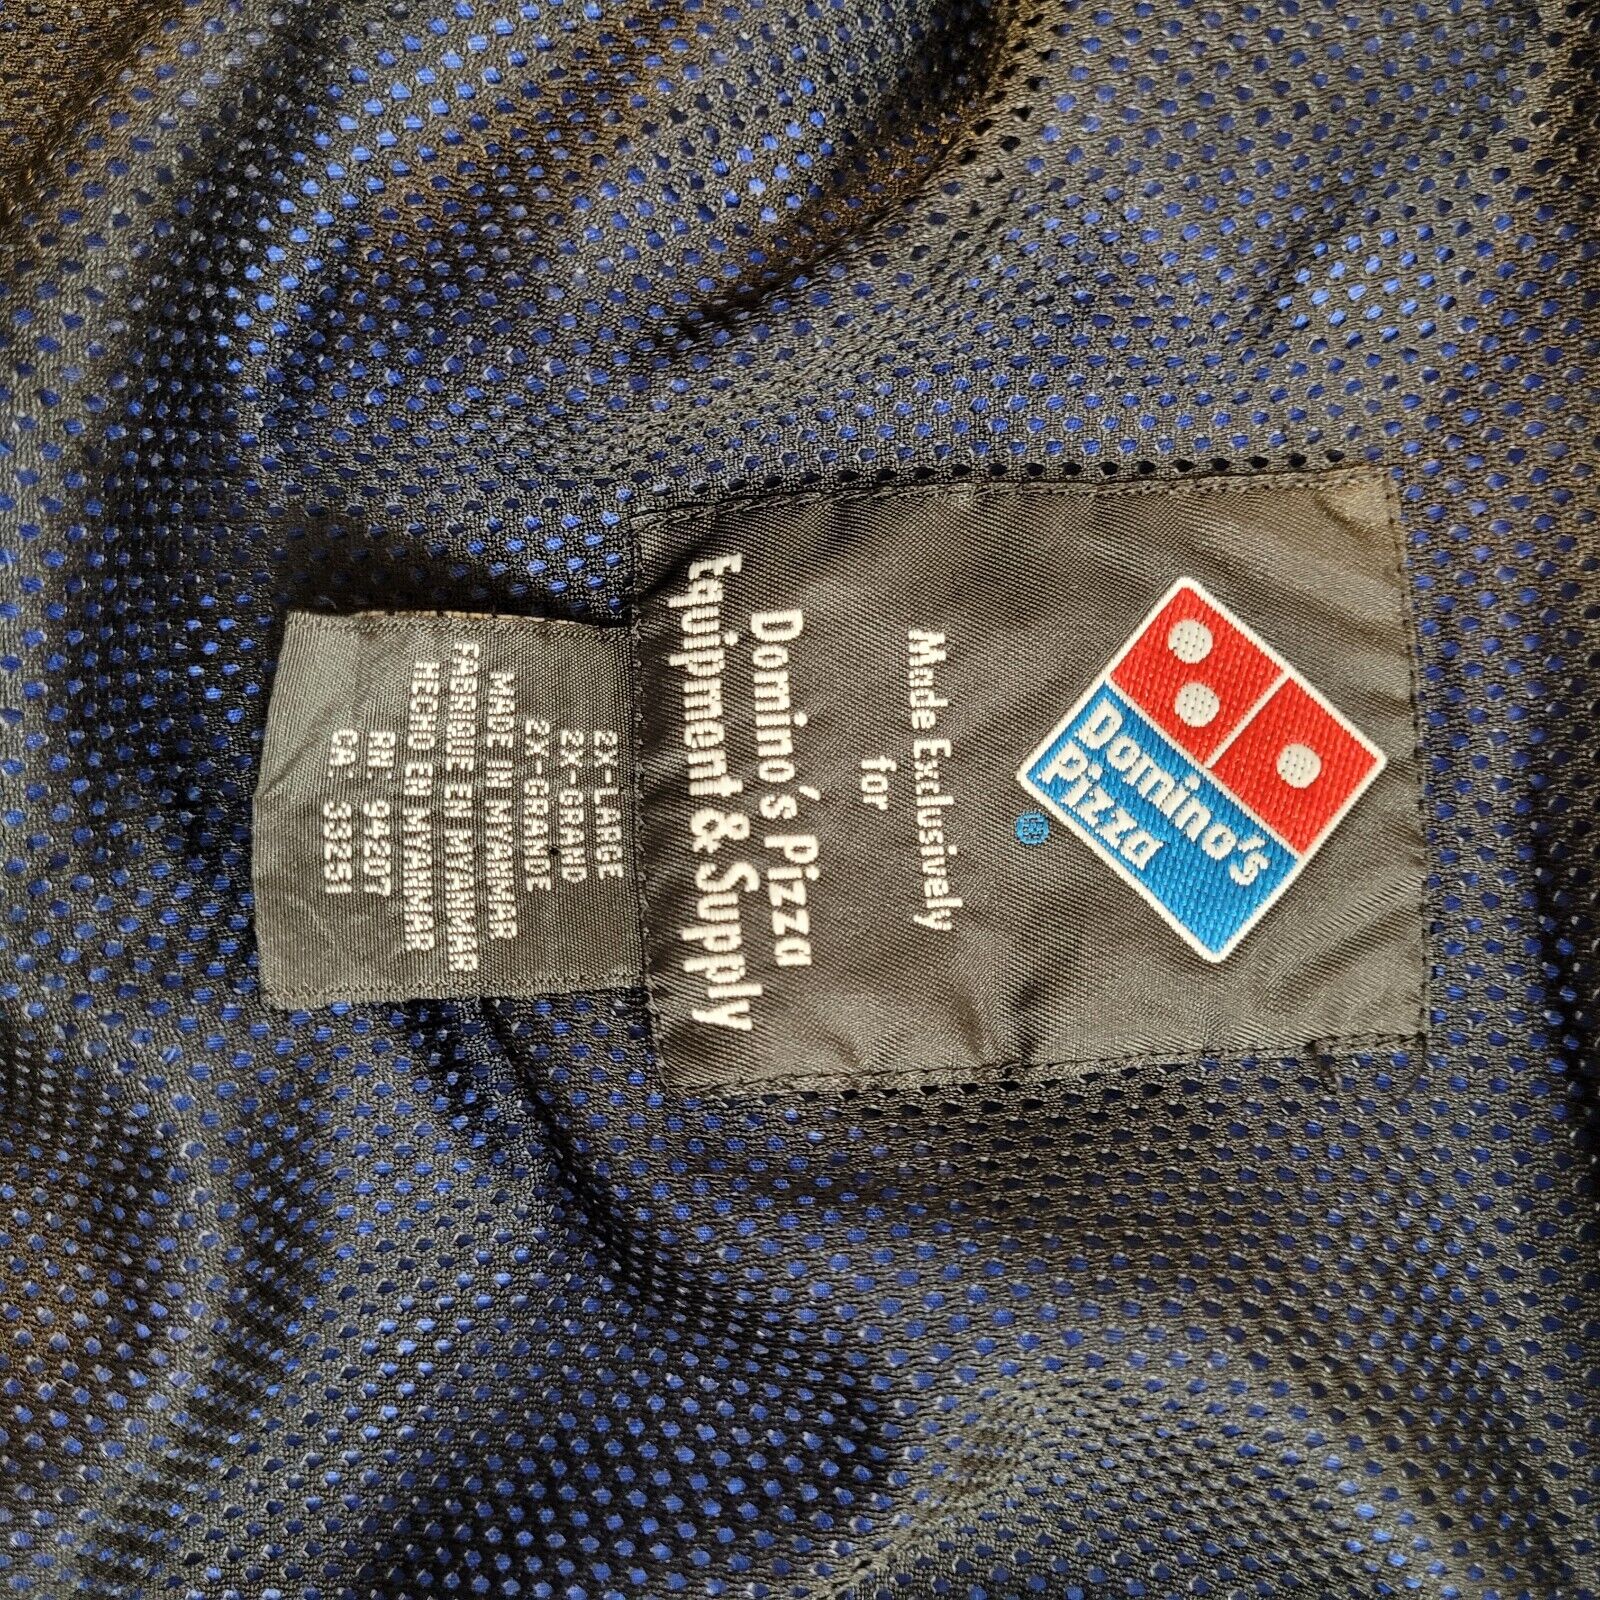 Domino's
Pizza
®
Made Exclusively
for
Domino's Pizza
Equipment & Supply
2X-LARGE
2X-GRAND
2X-GRANDE
MADE IN MYANMAR
FABRIQUE EN MYANMAR
HECHO EN MYANMAR
RN: 94207
CA: 33251